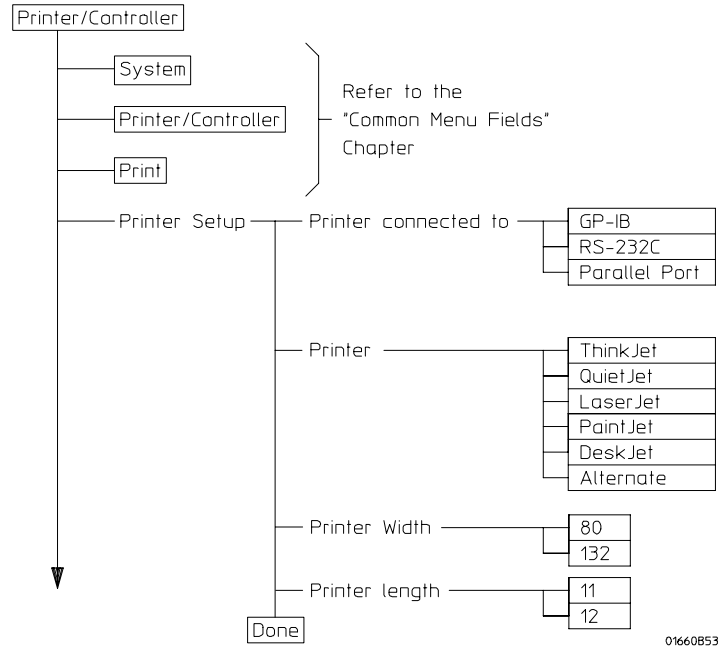 Printer/Controller
System
Printer/Controller
Print
Refer to the
"Common Menu Fields"
Chapter
Printer Setup
Printer connected to
GP-IB
RS-232C
Parallel Port
Printer
ThinkJet
QuietJet
LaserJet
PaintJet
DeskJet
Alternate
Printer Width
80
132
Printer length
11
12
Done
01660B53